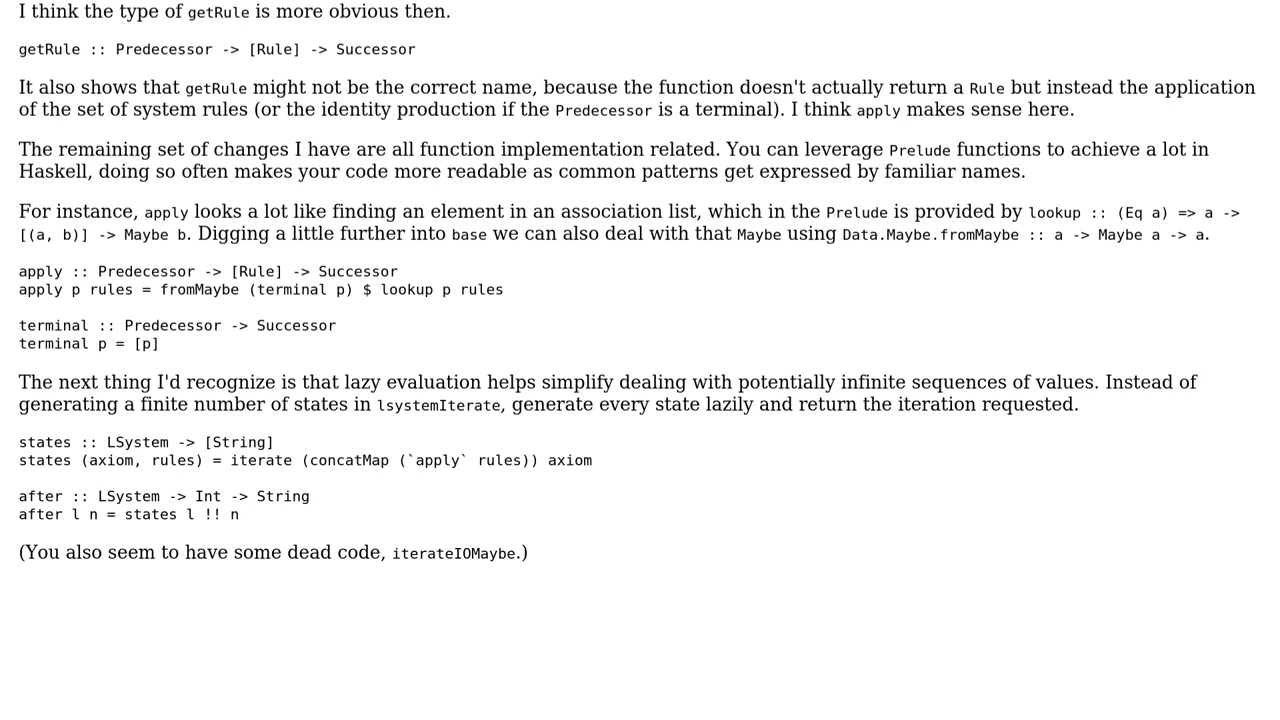 I think the type of getRule is more obvious then.
getRule :: Predecessor -> [Rule] -> Successor
It also shows that getRule might not be the correct name, because the function doesn't actually return a Rule but instead the application
of the set of system rules (or the identity production if the Predecessor is a terminal). I think apply makes sense here.
The remaining set of changes I have are all function implementation related. You can leverage Prelude functions to achieve a lot in
Haskell, doing so often makes your code more readable as common patterns get expressed by familiar names.
For instance, apply looks a lot like finding an element in an association list, which in the Prelude is provided by lookup :: (Eq a) => a ->
[(a, b)] -> Maybe b. Digging a little further into base we can also deal with that Maybe using Data.Maybe.fromMaybe :: a -> Maybe a -> a.
apply :: Predecessor -> [Rule] -> Successor
apply p rules = fromMaybe (terminal p) $ lookup p rules
terminal :: Predecessor -> Successor
terminal p = [p]
The next thing I'd recognize is that lazy evaluation helps simplify dealing with potentially infinite sequences of values. Instead of
generating a finite number of states in lsystemIterate, generate every state lazily and return the iteration requested.
states :: LSystem -> [String]
states (axiom, rules) = iterate (concatMap (`apply` rules)) axiom
after :: LSystem -> Int -> String
after l n = states l !! n
(You also seem to have some dead code, iterateIOMaybe.)